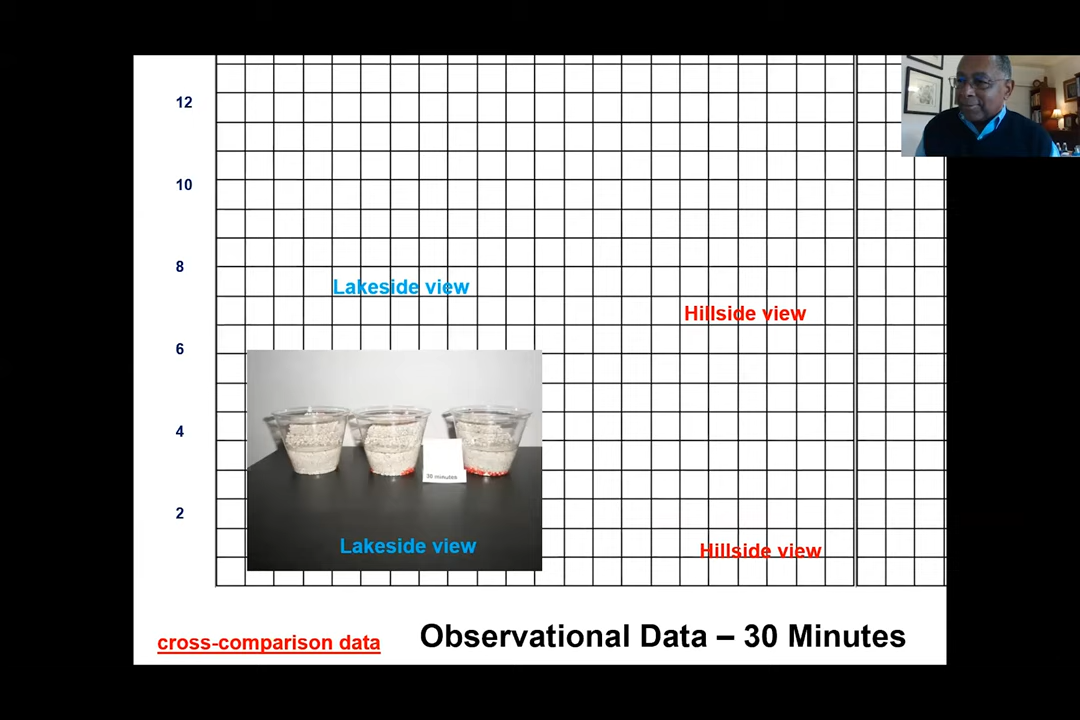 12
10
8
Lakeside view
Hillside view
6
4
30 minutes
2
Lakeside view
Hillside view
cross-comparison data
Observational Data – 30 Minutes